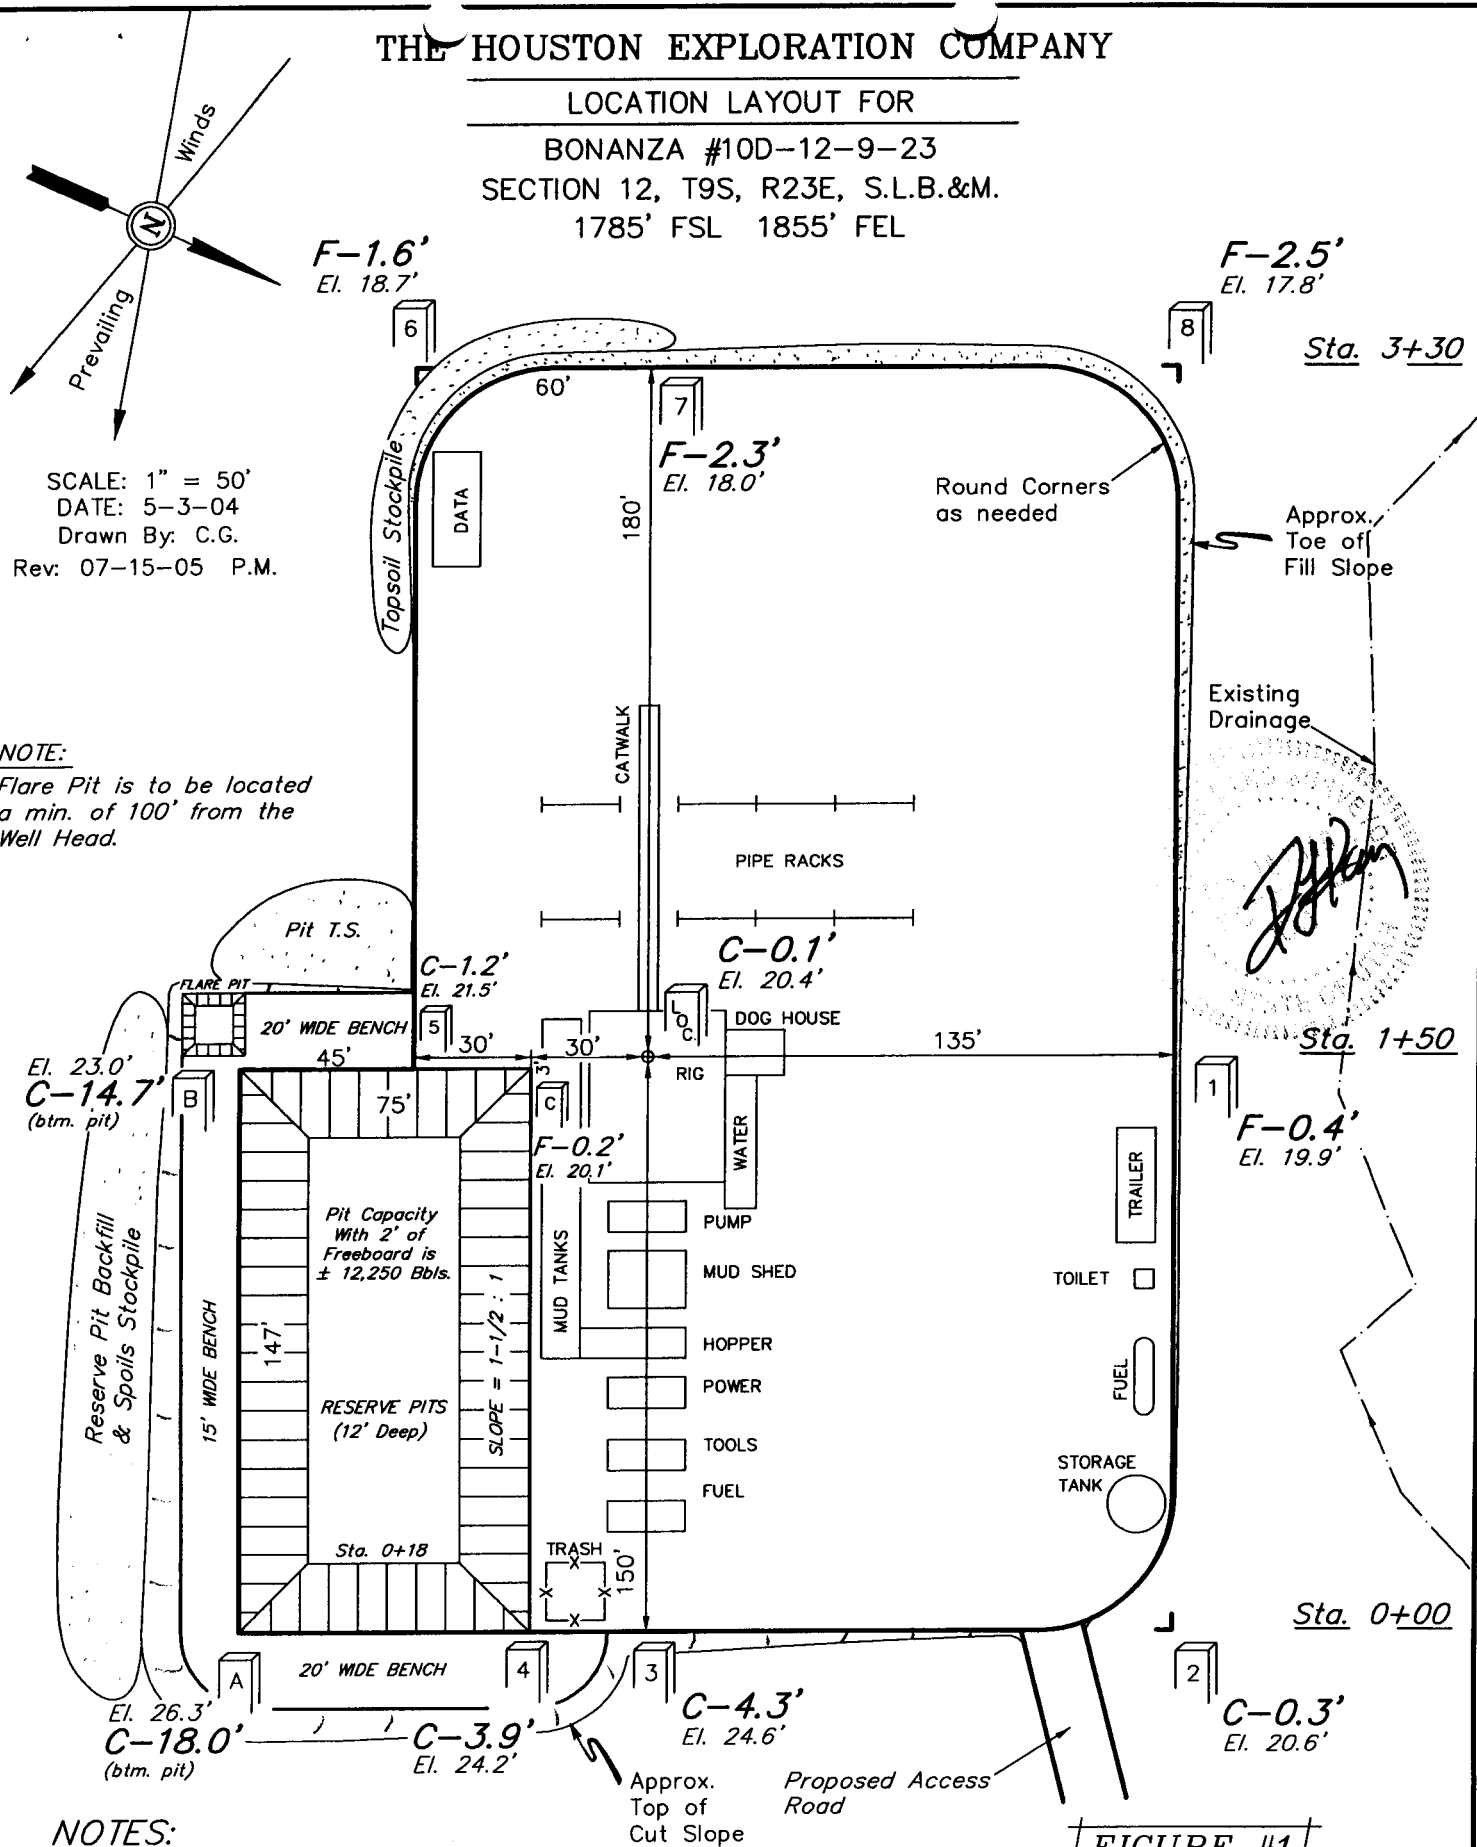 THE HOUSTON EXPLORATION COMPANY
LOCATION LAYOUT FOR
BONANZA #10D-12-9-23
SECTION 12, T9S, R23E, S.L.B.&M.
1785' FSL 1855' FEL
Winds
N
Prevailing
SCALE: 1" = 50'
DATE: 5-3-04
Drawn By: C.G.
Rev: 07-15-05 P.M.
F-1.6'
El. 18.7'
6
F-2.5'
El. 17.8'
8
Sta. 3+30
60'
7
F-2.3'
El. 18.0'
180'
Topsoil Stockpile
DATA
Round Corners
as needed
Approx.
Toe of
Fill Slope
Existing
Drainage
NOTE:
Flare Pit is to be located
a min. of 100' from the
Well Head.
CATWALK
PIPE RACKS
Pit T.S.
C-1.2'
El. 21.5'
5
C-0.1'
El. 20.4'
LOC.
FLARE PIT
20' WIDE BENCH
DOG HOUSE
El. 23.0'
C-14.7'
(btm. pit)
B
45'
30'
30'
3'
135'
RIG
Sta. 1+50
1
F-0.4'
El. 19.9'
75'
C
F-0.2'
El. 20.1'
WATER
TRAILER
Pit Capacity
With 2' of
Freeboard is
± 12,250 Bbls.
PUMP
MUD SHED
MUD TANKS
TOILET
HOPPER
POWER
FUEL
Reserve Pit Backfill
& Spoils Stockpile
15' WIDE BENCH
147'
SLOPE = 1-1/2 : 1
RESERVE PITS
(12' Deep)
TOOLS
STORAGE
TANK
FUEL
Sta. 0+18
TRASH
150'
Sta. 0+00
A
20' WIDE BENCH
4
3
2
El. 26.3'
C-18.0'
(btm. pit)
C-3.9'
El. 24.2'
C-4.3'
El. 24.6'
C-0.3'
El. 20.6'
Approx.
Top of
Cut Slope
Proposed Access
Road
NOTES:
FIGURE #1